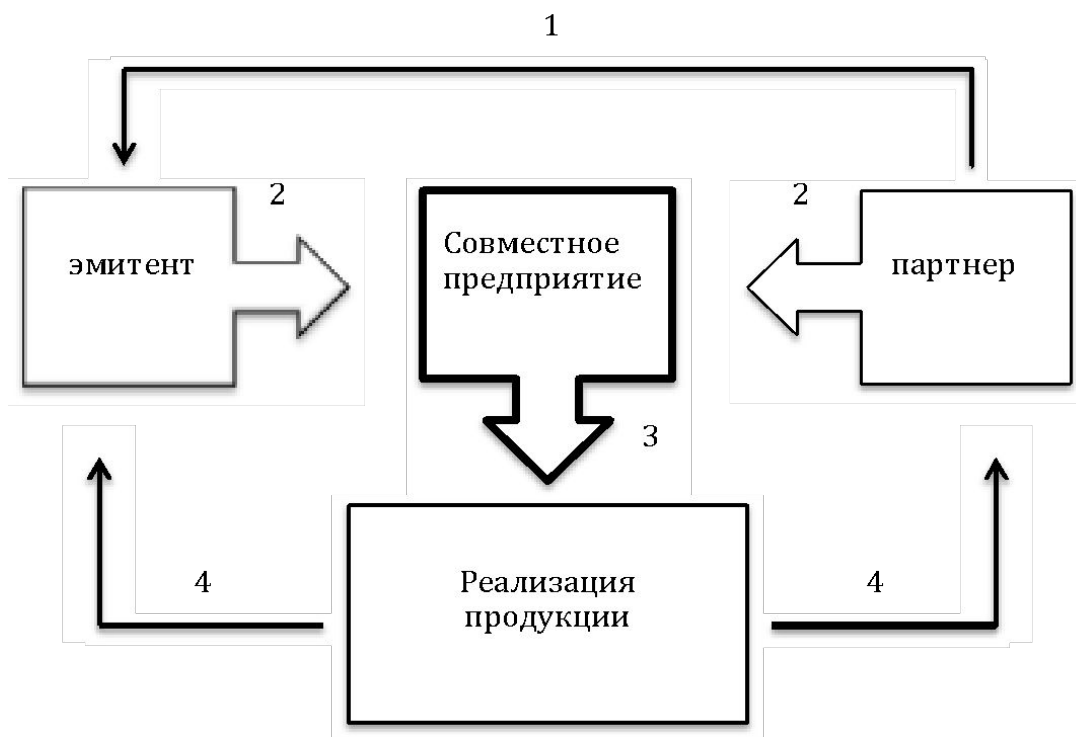 1
2
2
эмитент
Совместное
предприятие
партнер
3
4
4
Реализация
продукции